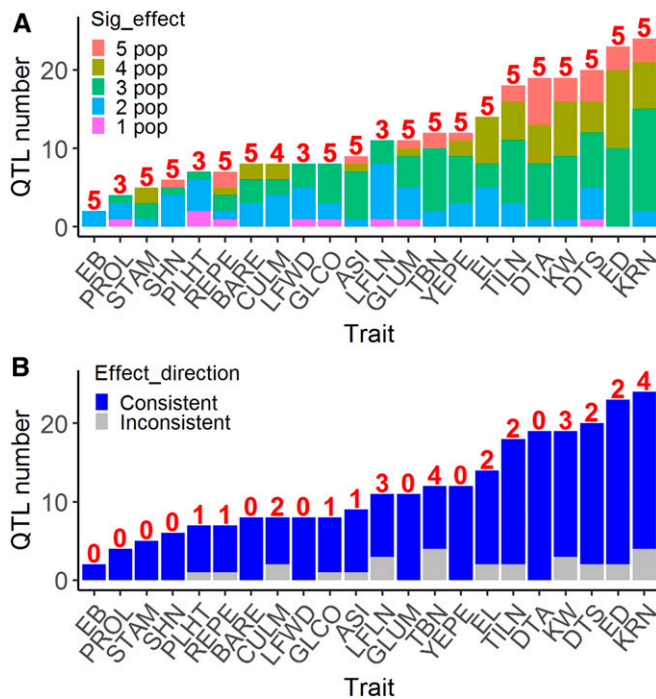 A
Sig_effect
5 pop
4 pop
3 pop
2 pop
1 pop
QTL number
20
10
0
5 3 5 5 3 5 5 4 3 5 5 3 5 5 5 5 5 5 5 5 5 5
EB PROL STAM SHN PLHT REPE BARE CULM LFWD GLCO ASI LFLN GLUM TBN YEPE EL TILN DTA KW DTS ED KRN
Trait
B
Effect_direction
Consistent
Inconsistent
QTL number
20
10
0
0 0 0 0 1 1 0 2 0 1 1 3 0 4 0 2 2 0 3 2 2 4
EB PROL STAM SHN PLHT REPE BARE CULM LFWD GLCO ASI LFLN GLUM TBN YEPE EL TILN DTA KW DTS ED KRN
Trait